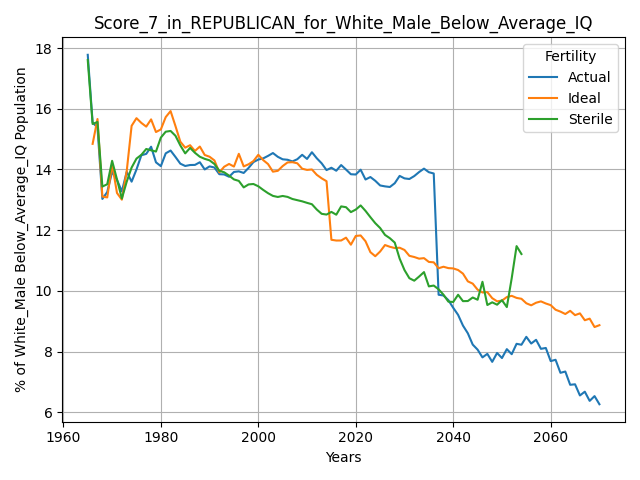 Score_7_in_REPUBLICAN_for_White_Male_Below_Average_IQ
% of White_Male Below_Average_IQ Population
18
16
14
12
10
8
6
Fertility
Actual
Ideal
Sterile
1960 1980 2000 2020 2040 2060
Years